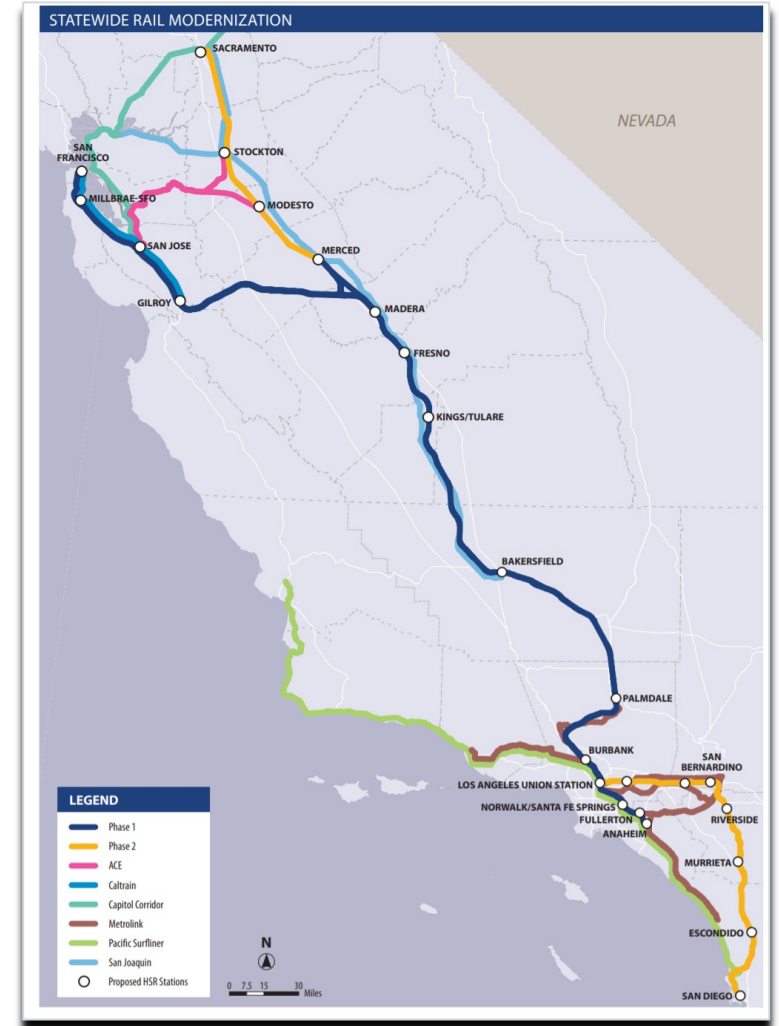 STATEWIDE RAIL MODERNIZATION
SACRAMENTO
NEVADA
SAN
FRANCISCO
STOCKTON
MILLBRAE-SFO
MODESTO
SAN JOSE
MERCED
GILROY
MADERA
FRESNO
KINGS/TULARE
BAKERSFIELD
PALMDALE
BURBANK
SAN
BERNARDINO
LOS ANGELES UNION STATION
NORWALK/SANTA FE SPRINGS
FULLERTON
RIVERSIDE
ANAHEIM
MURRIETA
ESCONDIDO
SAN DIEGO
LEGEND
Phase 1
Phase 2
ACE
Caltrain
Capitol Corridor
Metrolink
Pacific Surfliner
San Joaquin
Proposed HSR Stations
N
0 7.5 15 30
Miles